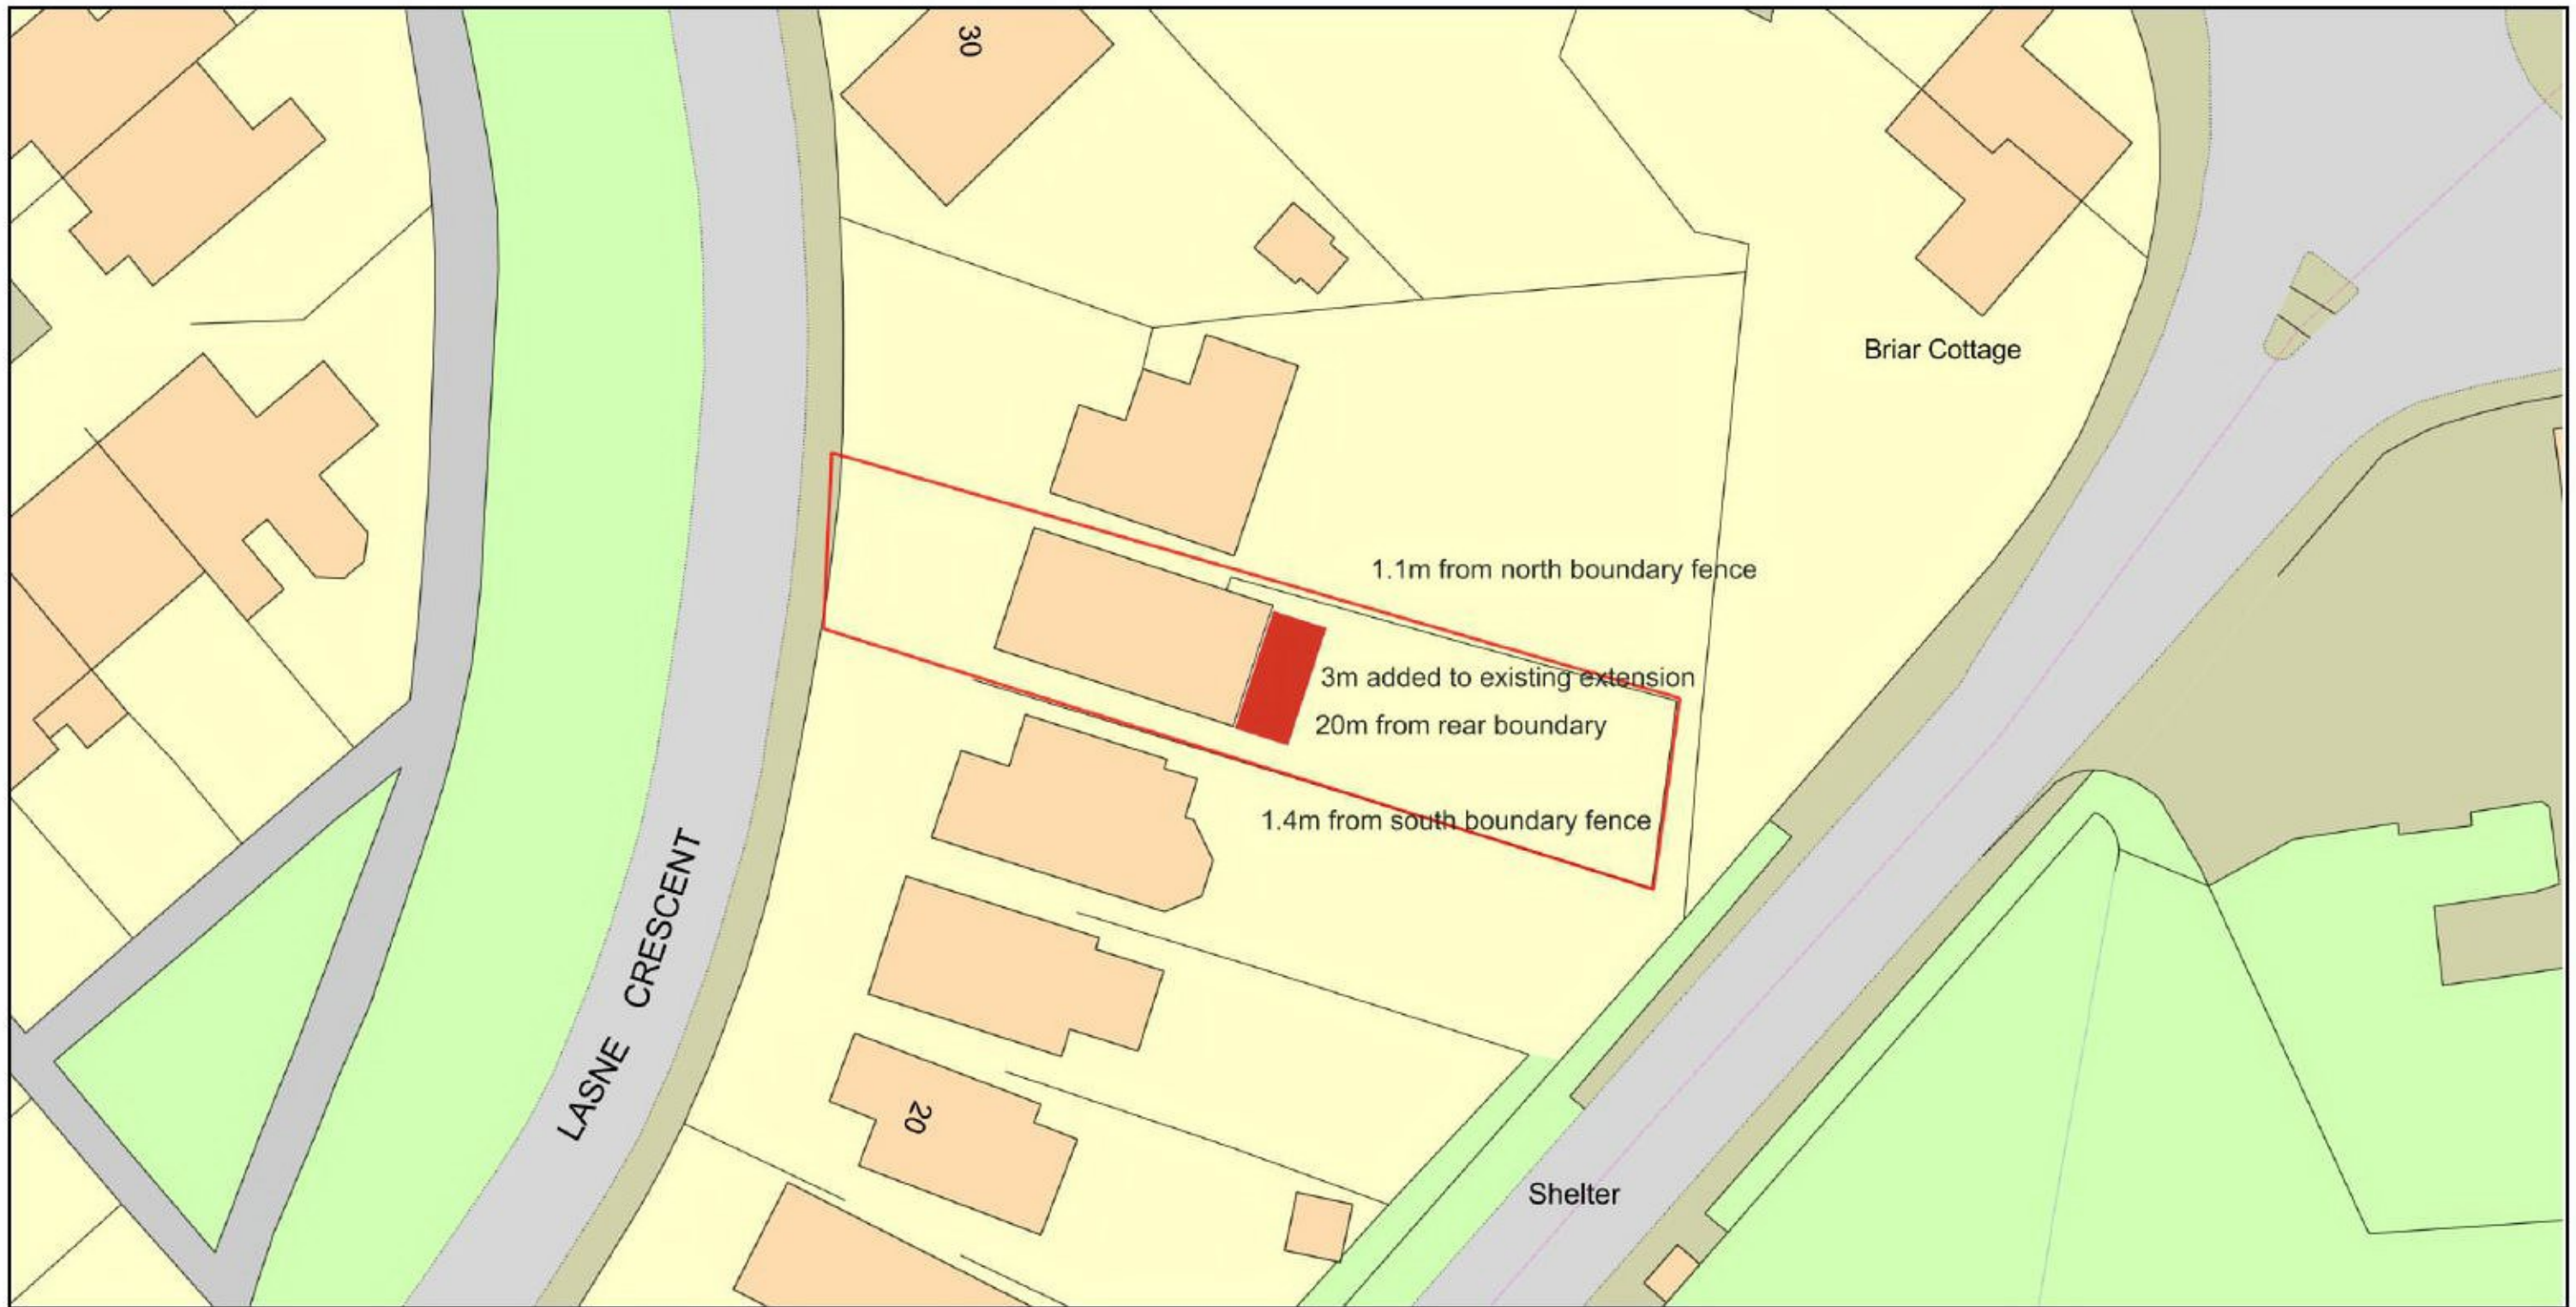 30
Briar Cottage
1.1m from north boundary fence
3m added to existing extension
20m from rear boundary
1.4m from south boundary fence
LASNE CRESCENT
20
Shelter